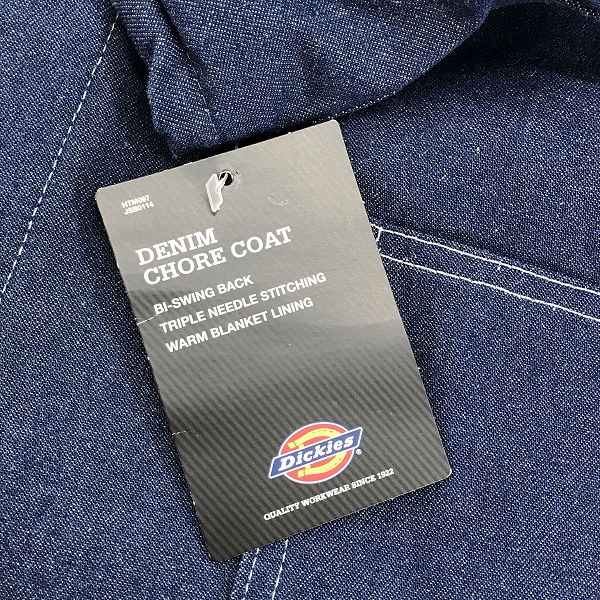 HTM087
JSB0114
DENIM
CHORE COAT
BI-SWING BACK
TRIPLE NEEDLE STITCHING
WARM BLANKET LINING
Dickies
QUALITY WORKWEAR SINCE 1922